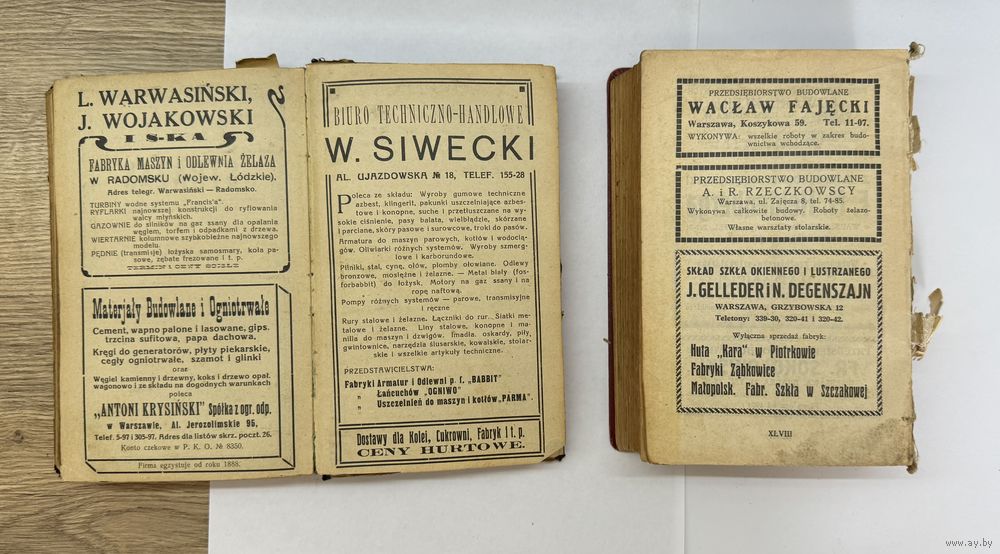 L. WARWASIŃSKI,
J. WOJAKOWSKI
I S-KA
FABRYKA MASZYN i ODLEWNIA ŻELAZA
W RADOMSKU (Wojew. Łódzkie).
Adres telegr. Warwasiński — Radomsko.
TURBINY wodne systemu „Francis'a".
RYFLARKI najnowszej konstrukcji do ryflowania
walcy młyńskich.
GAZOWNIE do silników na gaz ssany dla opalania
węglem, torfem i odpadkami z drzewa.
WIERTARNIE kolumnowe szybkobieżne najnowszego
modelu.
PĘDNIE (transmisje) łożyska samosmary, koła pa-
sowe, zębate frezowane i t. p.
TERMIN I CENY ŚCISŁE
Materjały Budowlane i Ogniotrwałe
Cement, wapno palone i lasowane, gips,
trzcina sufitowa, papa dachowa.
Kręgi do generatorów, płyty piekarskie,
cegły ogniotrwałe, szamot i glinki
oraz
Węgiel kamienny i drzewny, koks i drzewo opał.
wagonowo i ze składu na dogodnych warunkach
poleca
„ANTONI KRYSIŃSKI" Spółka z ogr. odp.
w Warszawie, Al. Jerozolimskie 95,
Telef. 5-97 i 305-97. Adres dla listów skrz. poczt. 26.
Konto czekowe w P. K. O. № 8350.
Firma egzystuje od roku 1888.
BIURO TECHNICZNO-HANDLOWE
W. SIWECKI
AL. UJAZDOWSKA № 18, TELEF. 155-28
Poleca ze składu: Wyroby gumowe techniczne
azbest, klingerit, pakunki uszczelniające azbes-
towe i konopne, suche i przetłuszczane na wy-
sokie ciśnienie, pasy balata, wielbłądzie, skórzane
i parciane, skóry pasowe i surowcowe, troki do pasów.
Armatura do maszyn parowych, kotłów i wodocią-
gów. Oliwiarki różnych systemów. Wyroby szmerg-
lowe i karborundowe.
Pilniki, stal, cynę, ołów, plomby ołowiane. Odlewy
bronzowe, mosiężne i żelazne. — Metal biały (fos-
forbabbit) do łożysk. Motory na gaz ssany i na
ropę naftową.
Pompy różnych systemów — parowe, transmisyjne
i ręczne
Rury stalowe i żelazne. Łączniki do rur. Siatki me-
talowe i żelazne. Liny stalowe, konopne i ma-
nilla do maszyn i dźwigów. Imadła, oskardy, piły,
gwintownice, narzędzia ślusarskie, kowalskie, stolar-
skie i wszelkie artykuły techniczne.
PRZEDSTAWICIELSTWA:
Fabryki Armatur i Odlewni p. f. „BABBIT"
„ Łańcuchów „OGNIWO"
„ Uszczelnień do maszyn i kotłów „PARMA".
Dostawy dla Kolei, Cukrowni, Fabryk i t. p.
CENY HURTOWE.
PRZEDSIĘBIORSTWO BUDOWLANE
WACŁAW FAJĘCKI
Warszawa, Koszykowa 59. Tel. 11-07.
WYKONYWA: wszelkie roboty w zakres budo-
wnictwa wchodzące.
PRZEDSIĘBIORSTWO BUDOWLANE
A. i R. RZECZKOWSCY
Warszawa, ul. Zajęcza 8, tel. 74-85.
Wykonywa całkowite budowy. Roboty żelazo-
betonowe.
Własne warsztaty stolarskie.
SKŁAD SZKŁA OKIENNEGO I LUSTRZANEGO
J. GELLEDER i N. DEGENSZAJN
WARSZAWA, GRZYBOWSKA 12
Telefony: 339-30, 320-41 i 320-42.
Wyłączna sprzedaż fabryk:
Huta „Kara" w Piotrkowie
Fabryki Ząbkowice
Małopolsk. Fabr. Szkła w Szczakowej
XLVIII
www.ay.by